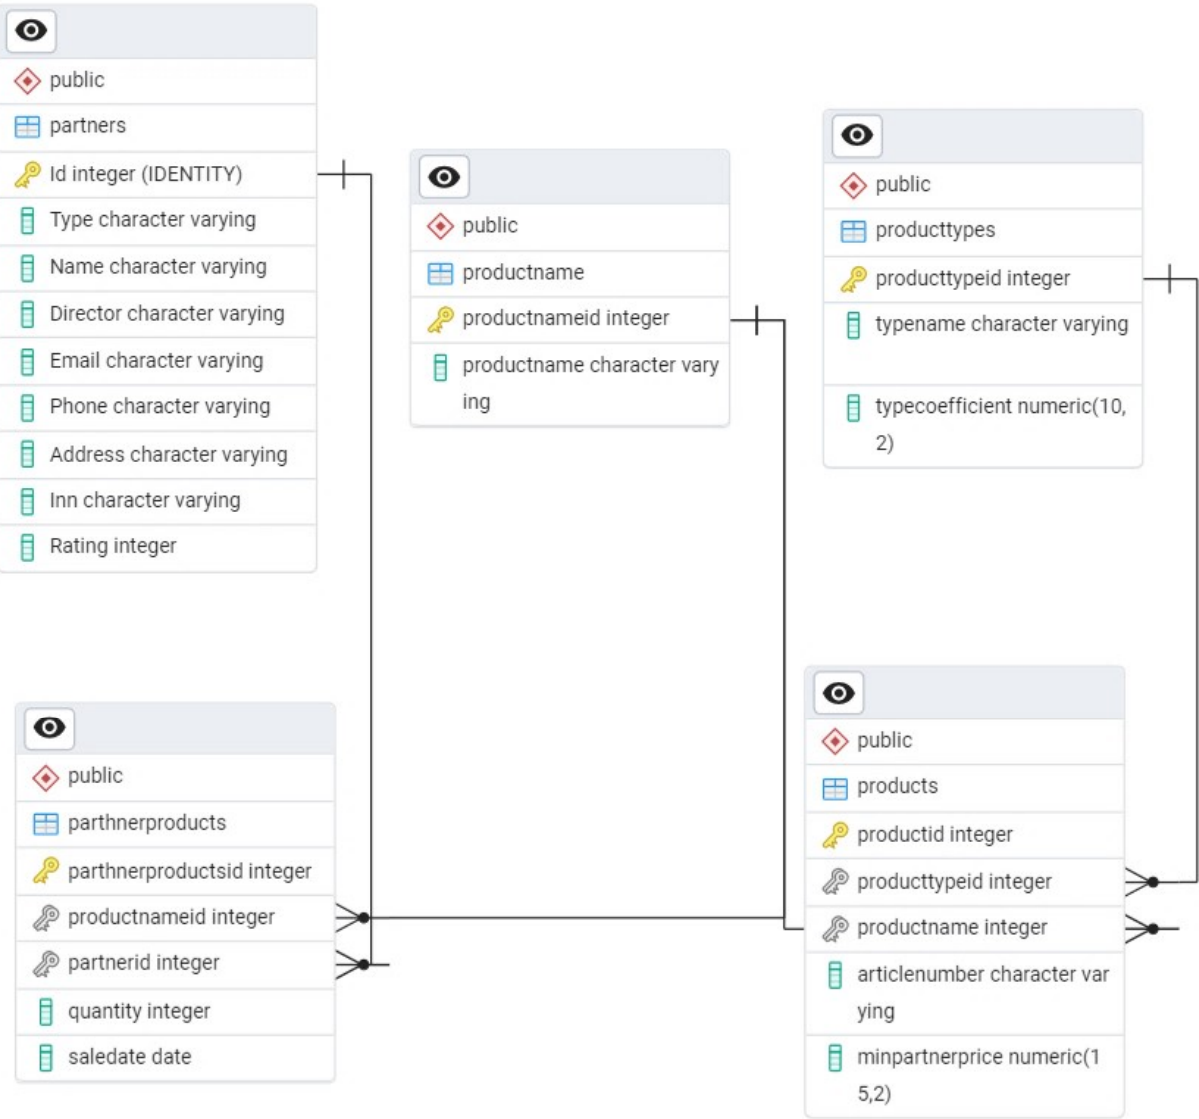 public
partners
Id integer (IDENTITY)
Type character varying
Name character varying
Director character varying
Email character varying
Phone character varying
Address character varying
Inn character varying
Rating integer
public
productname
productnameid integer
productname character vary
ing
public
producttypes
producttypeid integer
typename character varying
typecoefficient numeric(10,
2)
public
parthnerproducts
parthnerproductsid integer
productnameid integer
partnerid integer
quantity integer
saledate date
public
products
productid integer
producttypeid integer
productname integer
articlenumber character var
ying
minpartnerprice numeric(1
5,2)